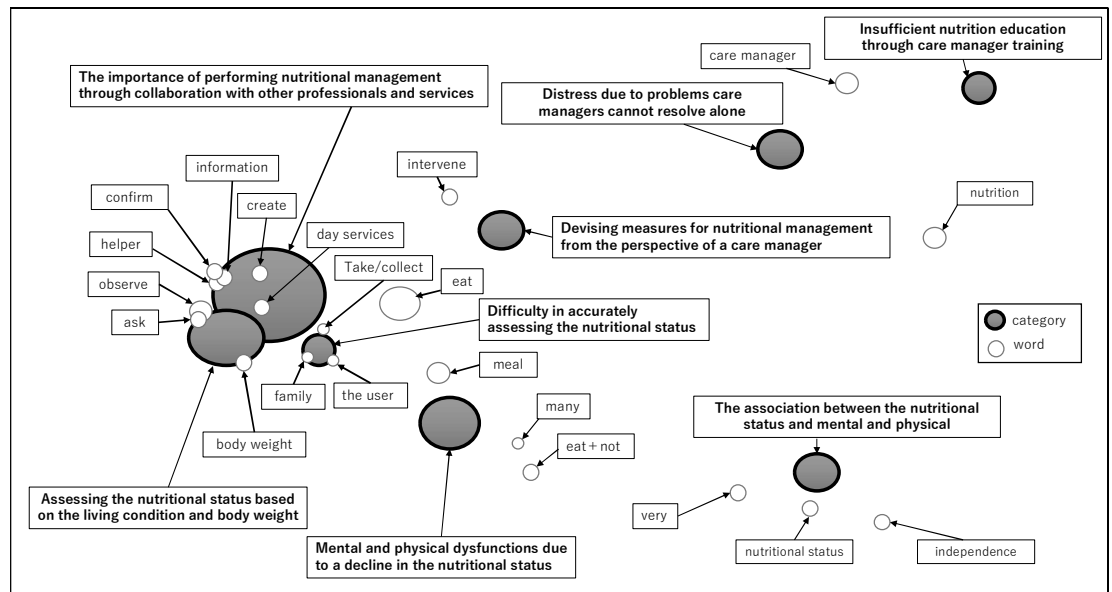 Insufficient nutrition education
through care manager training
care manager
The importance of performing nutritional management
through collaboration with other professionals and services
Distress due to problems care
managers cannot resolve alone
information
intervene
confirm
create
nutrition
helper
day services
Devising measures for nutritional management
from the perspective of a care manager
observe
Take/collect
eat
ask
Difficulty in accurately
assessing the nutritional status
category
word
family
the user
meal
many
The association between the nutritional
status and mental and physical
body weight
eat+not
Assessing the nutritional status based
on the living condition and body weight
very
Mental and physical dysfunctions due
to a decline in the nutritional status
nutritional status
independence